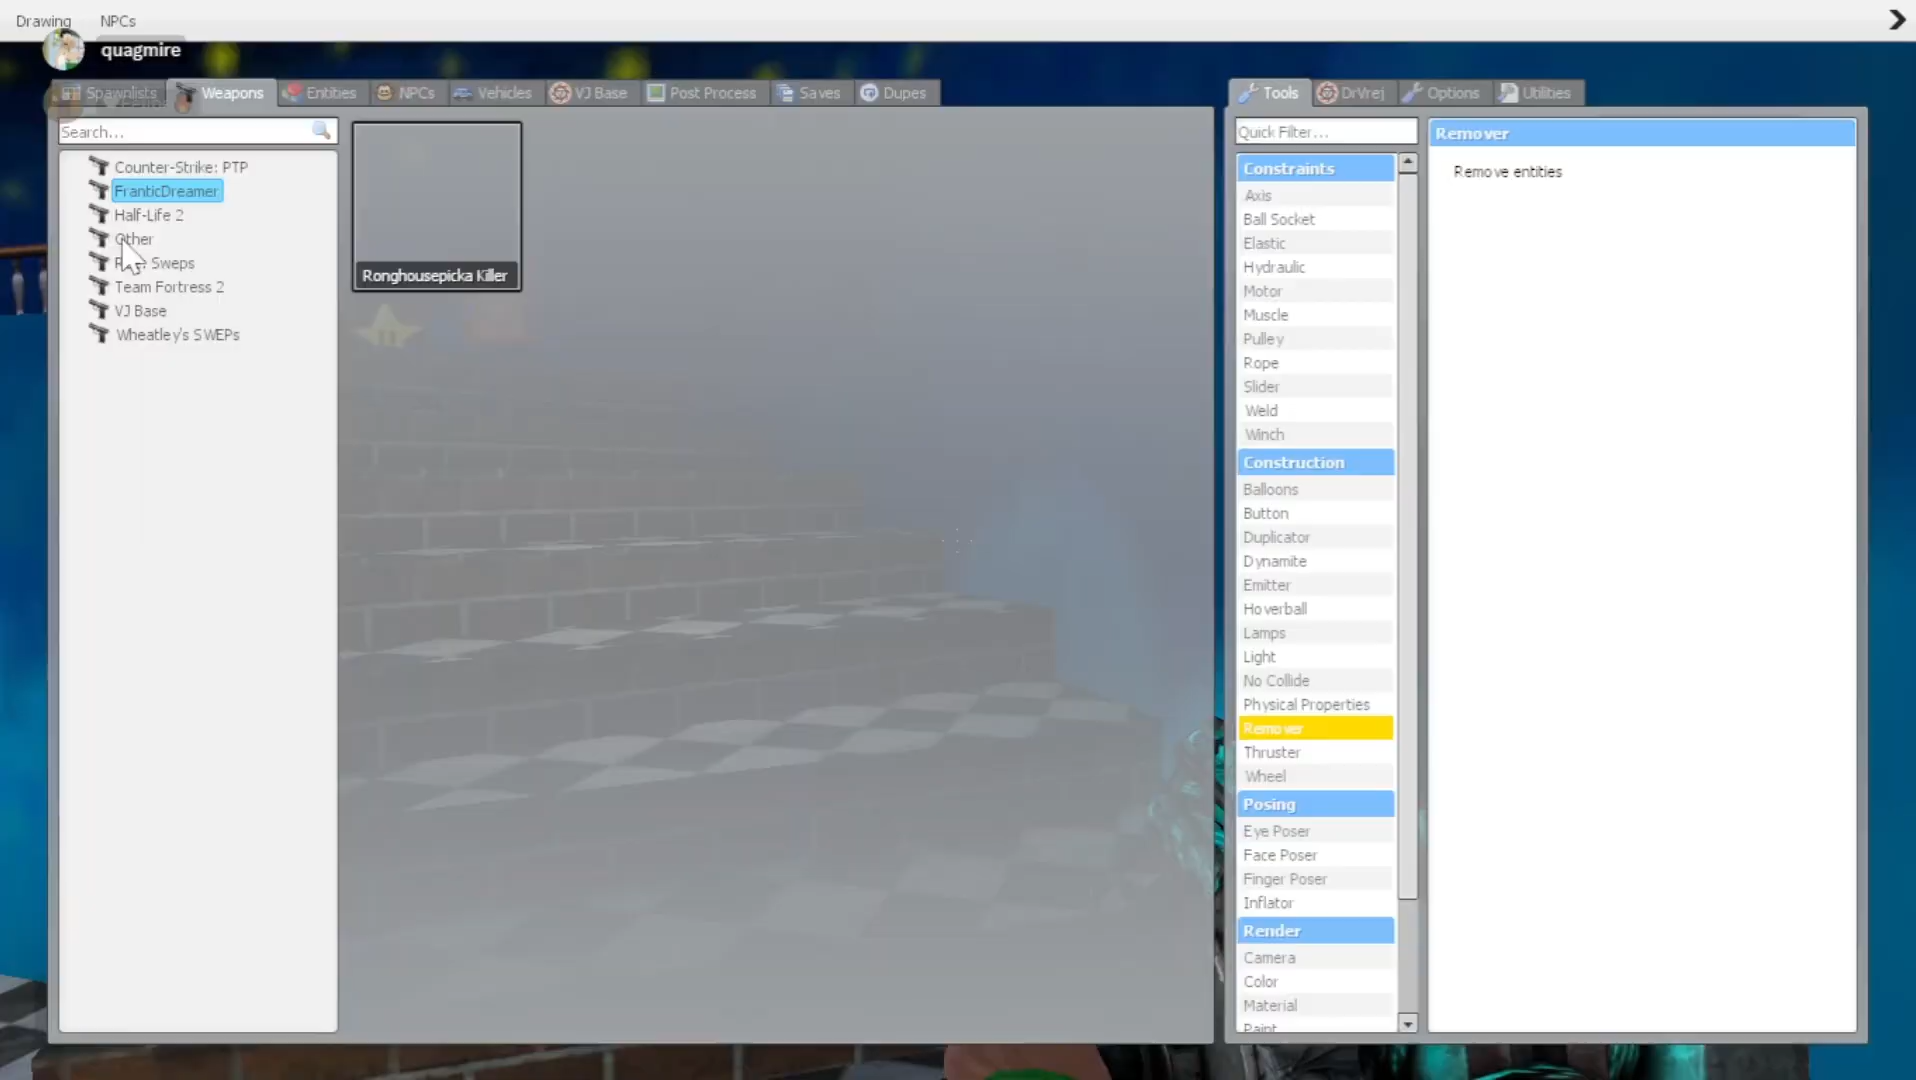 Drawing NPCs
quagmire
Spawnlists Weapons Entities NPCs Vehicles VJ Base Post Process Saves Dupes
Search...
Counter-Strike: PTP
FranticDreamer
Half-Life 2
Other
Sweps
Team Fortress 2
VJ Base
Wheatley's SWEPs
Ronghousepicka Killer
Tools DrVrej Options Utilities
Quick Filter...
Constraints
Axis
Ball Socket
Elastic
Hydraulic
Motor
Muscle
Pulley
Rope
Slider
Weld
Winch
Construction
Balloons
Button
Duplicator
Dynamite
Emitter
Hoverball
Lamps
Light
No Collide
Physical Properties
Remover
Thruster
Wheel
Posing
Eye Poser
Face Poser
Finger Poser
Inflator
Render
Camera
Color
Material
Paint
Remover
Remove entities